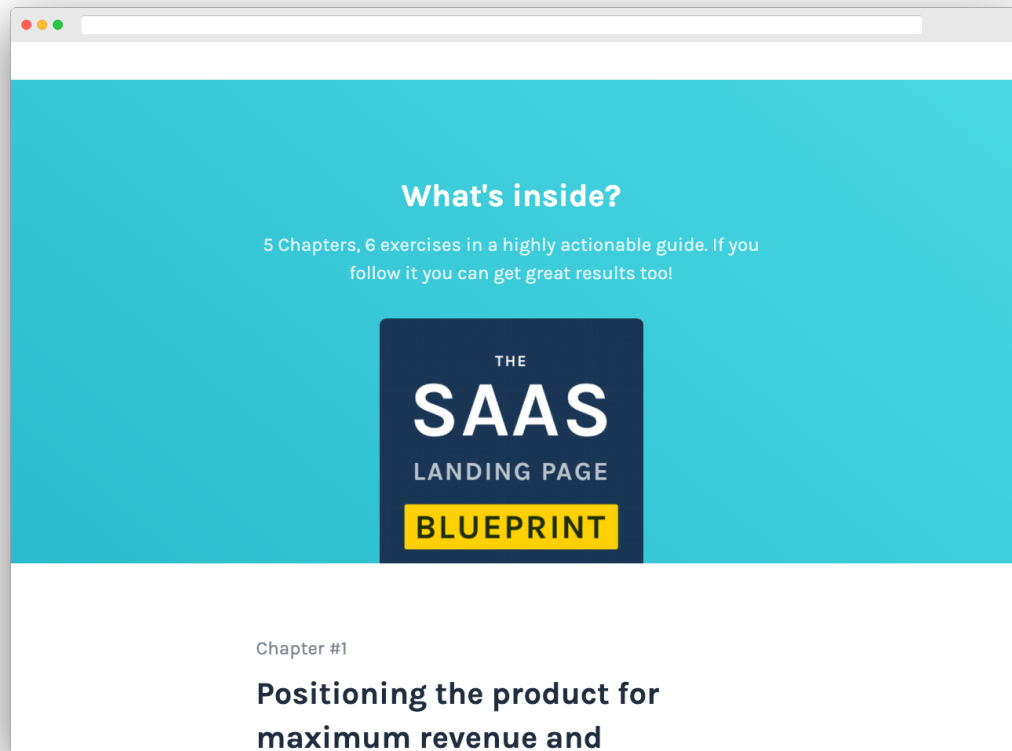 What's inside?
5 Chapters, 6 exercises in a highly actionable guide. If you
follow it you can get great results too!
THE
SAAS
LANDING PAGE
BLUEPRINT
Chapter #1
Positioning the product for
maximum revenue and